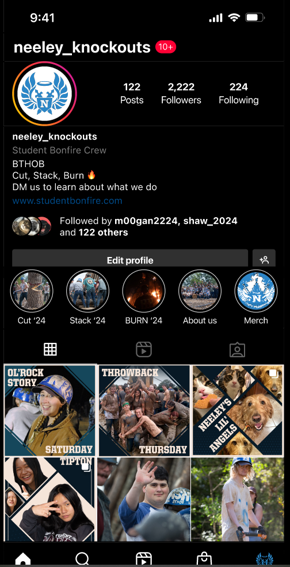 9:41
neeley_knockouts 10+
122 2,222 224
Posts Followers Following
neeley_knockouts
Student Bonfire Crew
BTHOB
Cut, Stack, Burn 🔥
DM us to learn about what we do
www.studentbonfire.com
Followed by m00gan2224, shaw_2024
and 122 others
Edit profile
Cut '24 Stack '24 BURN '24 About us Merch
OL'ROCK
STORY
SATURDAY
THROWBACK
THURSDAY
NEELEY'S
LIL'
ANGELS
TIPTON